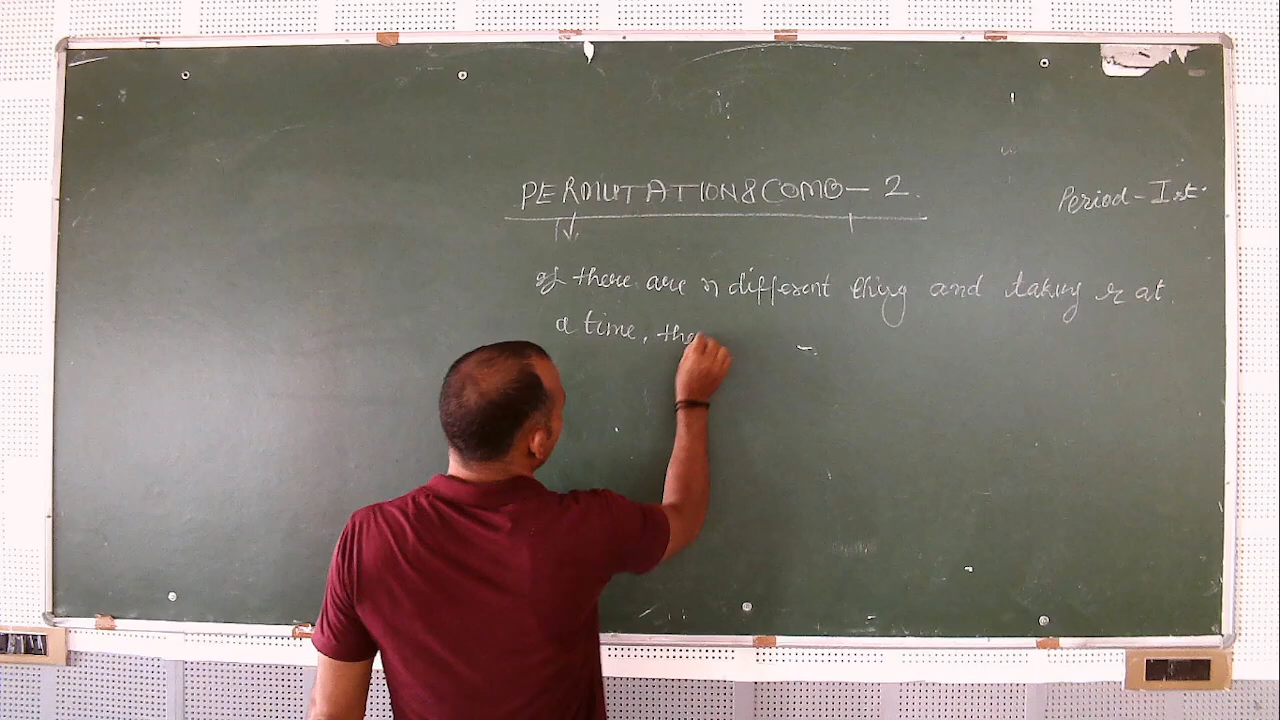 PERMUTATION & COMB - 2.
Period - Ist.
If there are n different thing and taking r at
a time, the